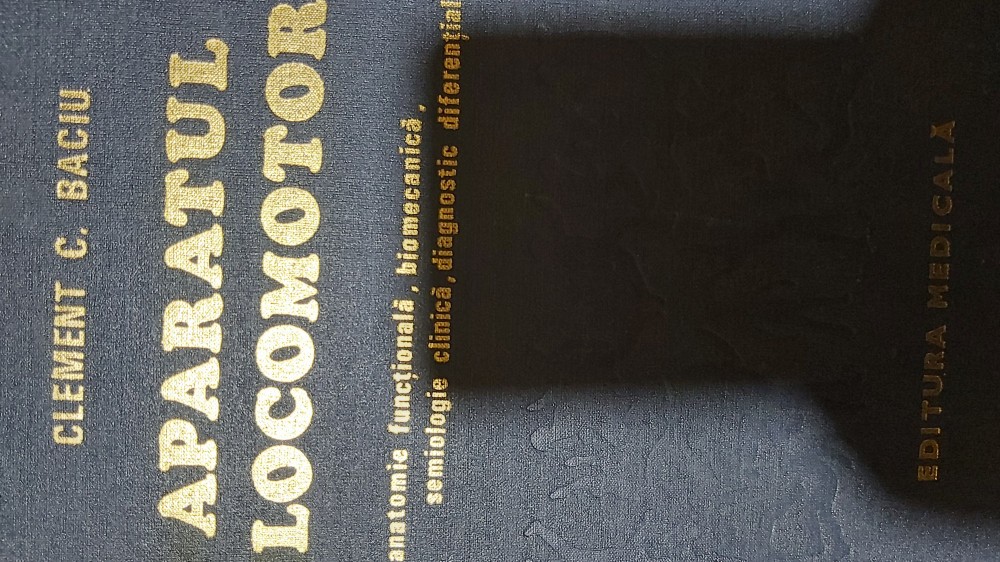 CLEMENT C. BACIU
APARATUL
LOCOMOTOR
anatomie funcțională, biomecanică,
semiologie clinică, diagnostic diferențial
EDITURA MEDICALĂ